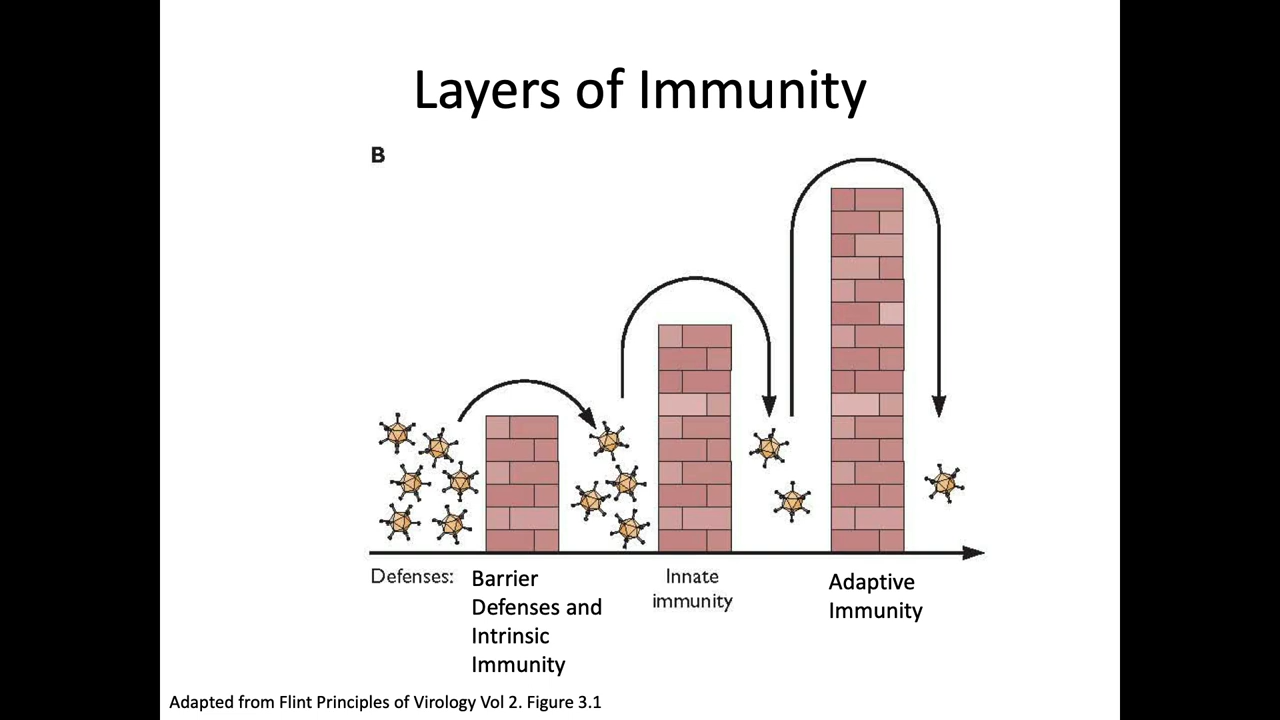 Layers of Immunity
B
Defenses:
Barrier
Defenses and
Intrinsic
Immunity
Innate
immunity
Adaptive
Immunity
Adapted from Flint Principles of Virology Vol 2. Figure 3.1